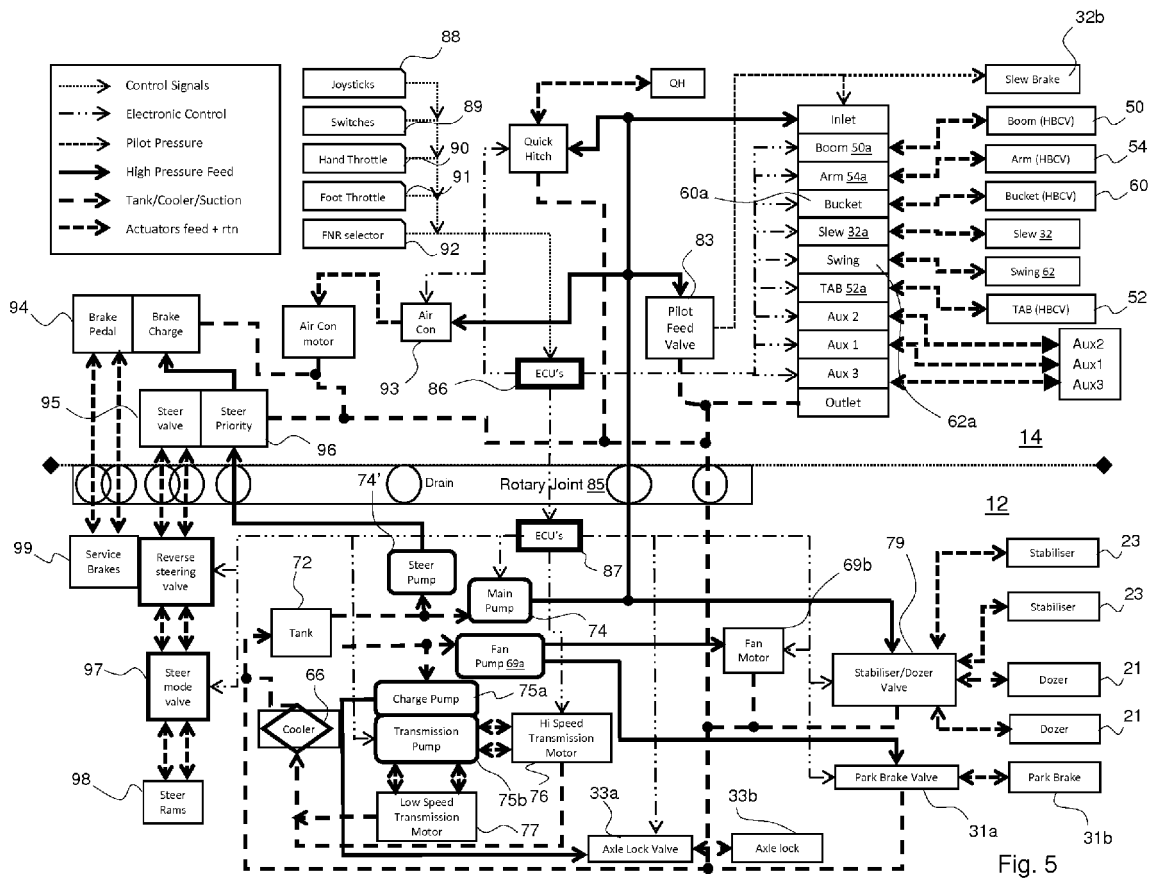 88
32b
Control Signals
Electronic Control
Pilot Pressure
High Pressure Feed
Tank/Cooler/Suction
Actuators feed + rtn
Joysticks
89
Switches
90
Hand Throttle
91
Foot Throttle
FNR selector
92
QH
Quick
Hitch
Slew Brake
Inlet
Boom 50a
Arm 54a
60a
Bucket
Slew 32a
Swing
TAB 52a
Aux 2
Aux 1
Aux 3
Outlet
62a
Boom (HBCV)
50
Arm (HBCV)
54
Bucket (HBCV)
60
Slew 32
Swing 62
TAB (HBCV)
52
Aux2
Aux1
Aux3
83
Pilot
Feed
Valve
94
Brake
Pedal
Brake
Charge
Air Con
motor
Air
Con
93
86
ECU's
95
Steer
valve
Steer
Priority
96
14
Drain
Rotary Joint 85
12
74'
99
Service
Brakes
Reverse
steering
valve
72
Tank
Steer
Pump
ECU's
87
Main
Pump
74
69b
79
Stabiliser
23
Stabiliser
23
Fan
Pump 69a
Fan
Motor
Stabiliser/Dozer
Valve
Dozer
21
Dozer
21
97
Steer
mode
valve
66
Cooler
Charge Pump
75a
Transmission
Pump
75b
Hi Speed
Transmission
Motor
76
Low Speed
Transmission
Motor
77
98
Steer
Rams
33a
33b
Axle Lock Valve
Axle lock
Park Brake Valve
31a
Park Brake
31b
Fig. 5